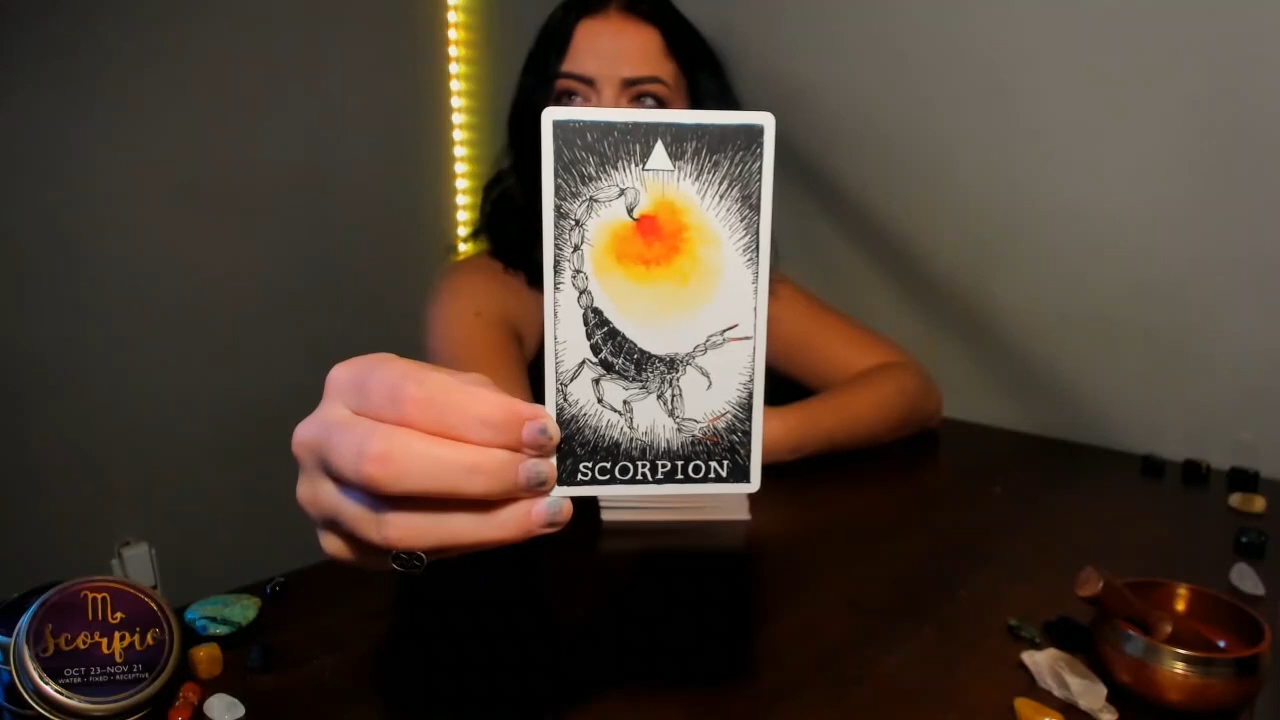 SCORPION
♏
Scorpio
OCT 23–NOV 21
WATER • FIXED • RECEPTIVE